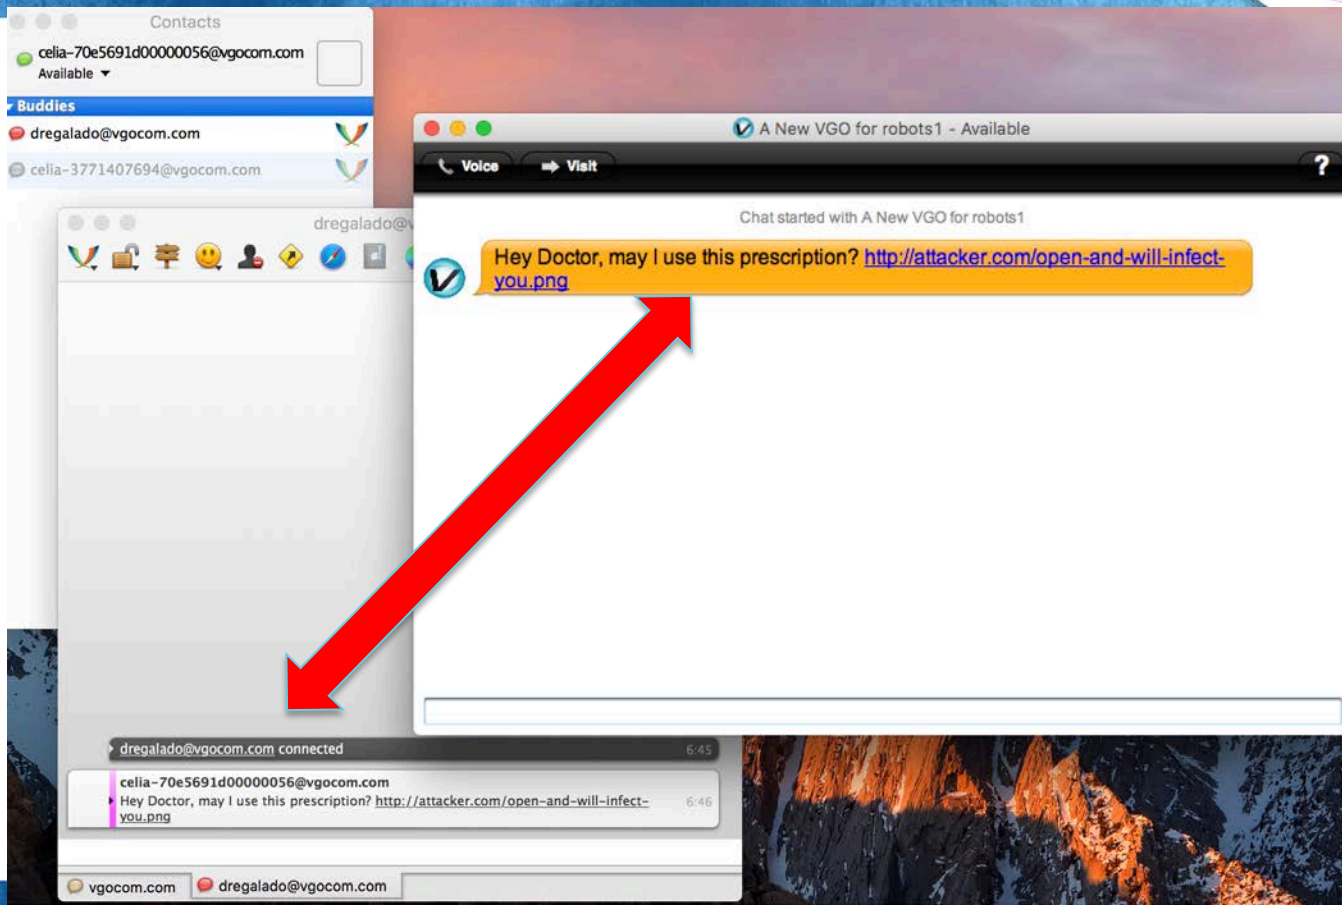 Contacts
celia-70e5691d00000056@vgocom.com
Available
Buddies
dregalado@vgocom.com
celia-3771407694@vgocom.com
dregalado@v
A New VGO for robots1 - Available
Voice
Visit
?
Chat started with A New VGO for robots1
Hey Doctor, may I use this prescription? http://attacker.com/open-and-will-infect-
you.png
dregalado@vgocom.com connected
6:45
celia-70e5691d00000056@vgocom.com
Hey Doctor, may I use this prescription? http://attacker.com/open-and-will-infect-
you.png
6:46
vgocom.com
dregalado@vgocom.com